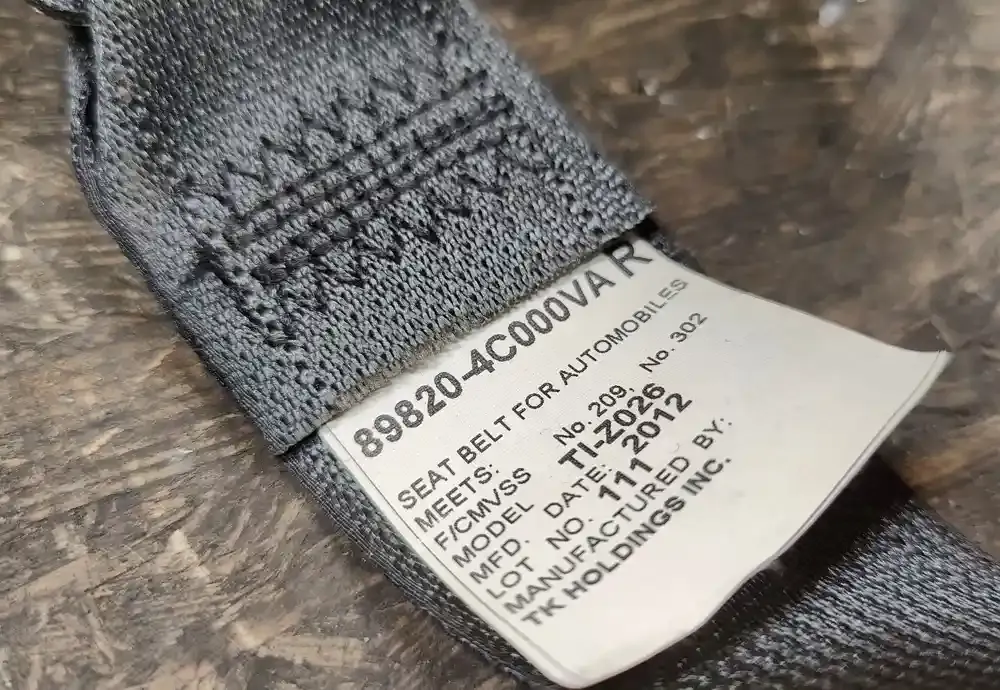 89820-4C000VA R
SEAT BELT FOR AUTOMOBILES
MEETS:
F/CMVSS No. 209, No. 302
MODEL TI-Z026
MFD. DATE: 2012
LOT NO. 111
MANUFACTURED BY:
TK HOLDINGS INC.